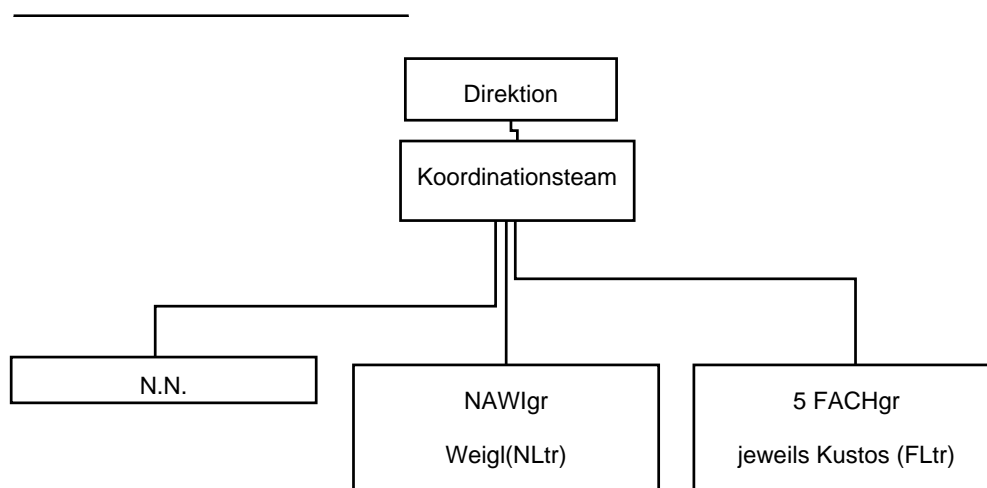 Direktion
Koordinationsteam
N.N.
NAWIgr
Weigl(NLtr)
5 FACHgr
jeweils Kustos (FLtr)